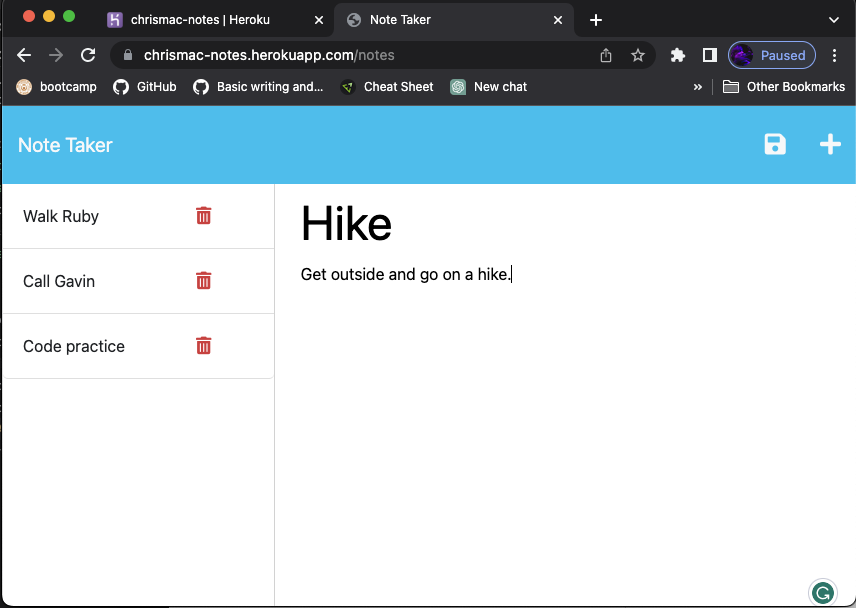 chrismac-notes | Heroku
Note Taker
chrismac-notes.herokuapp.com/notes
Paused
bootcamp
GitHub
Basic writing and...
Cheat Sheet
New chat
»
Other Bookmarks
Note Taker
Walk Ruby
Call Gavin
Code practice
Hike
Get outside and go on a hike.